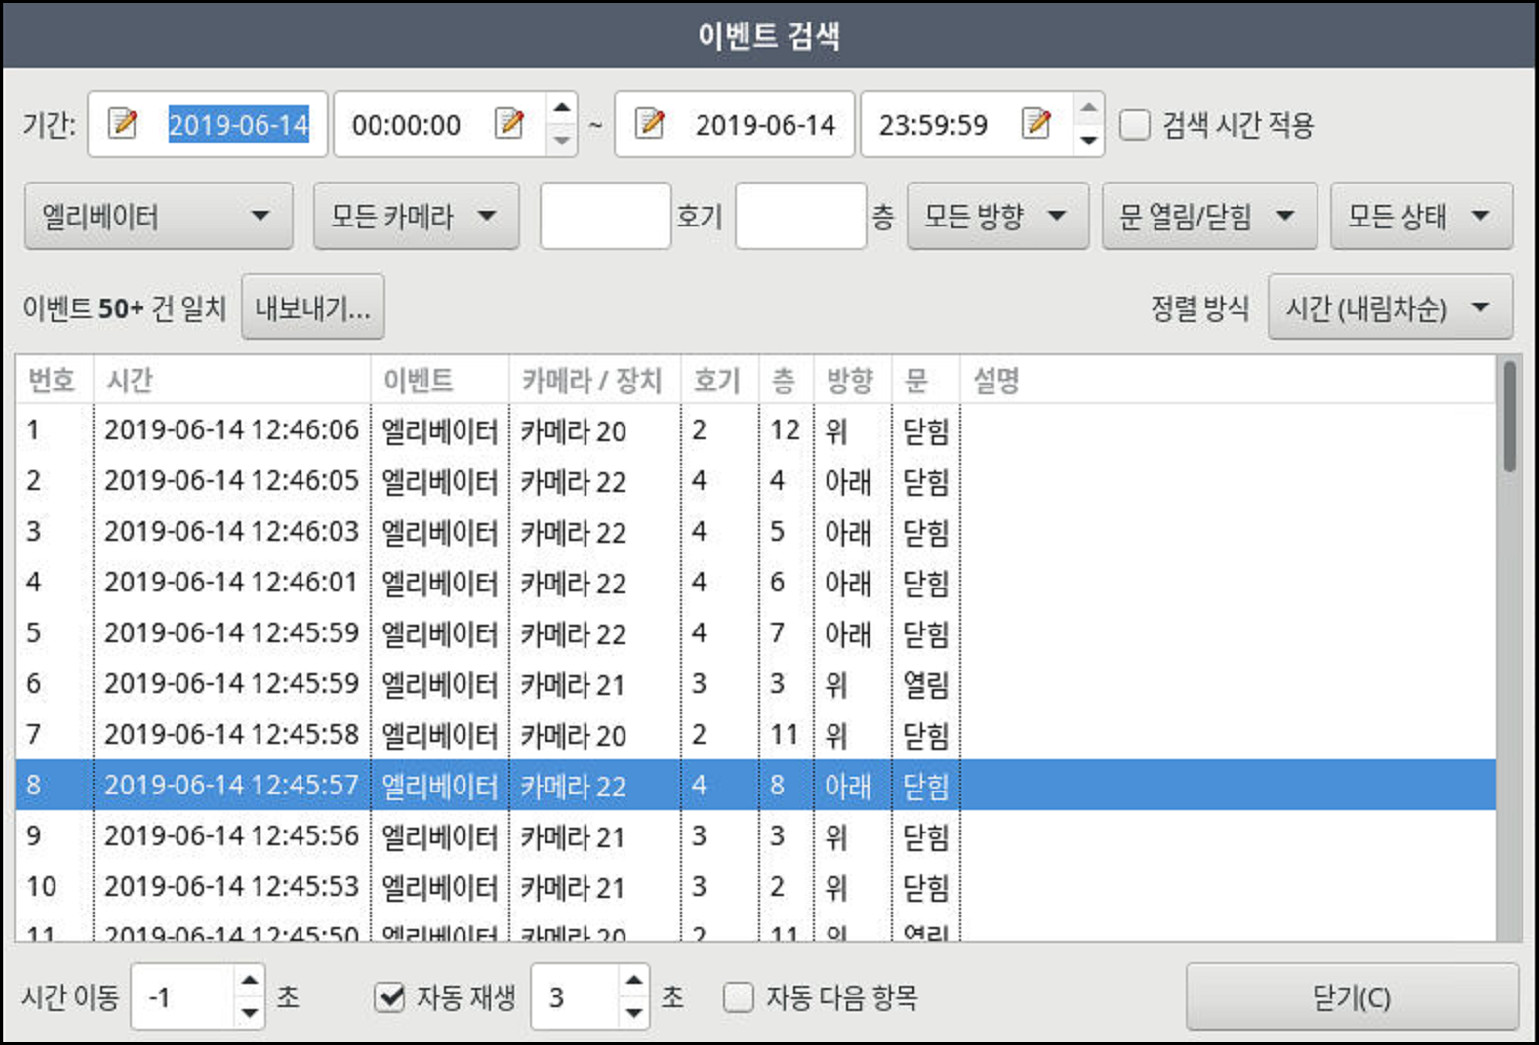 이벤트 검색
기간: 2019-06-14 00:00:00 ~ 2019-06-14 23:59:59 검색 시간 적용
엘리베이터 모든 카메라 호기 층 모든 방향 문 열림/닫힘 모든 상태
이벤트 50+ 건 일치 내보내기... 정렬 방식 시간 (내림차순)
번호 시간 이벤트 카메라 / 장치 호기 층 방향 문 설명
1 2019-06-14 12:46:06 엘리베이터 카메라 20 2 12 위 닫힘
2 2019-06-14 12:46:05 엘리베이터 카메라 22 4 4 아래 닫힘
3 2019-06-14 12:46:03 엘리베이터 카메라 22 4 5 아래 닫힘
4 2019-06-14 12:46:01 엘리베이터 카메라 22 4 6 아래 닫힘
5 2019-06-14 12:45:59 엘리베이터 카메라 22 4 7 아래 닫힘
6 2019-06-14 12:45:59 엘리베이터 카메라 21 3 3 위 열림
7 2019-06-14 12:45:58 엘리베이터 카메라 20 2 11 위 닫힘
8 2019-06-14 12:45:57 엘리베이터 카메라 22 4 8 아래 닫힘
9 2019-06-14 12:45:56 엘리베이터 카메라 21 3 3 위 닫힘
10 2019-06-14 12:45:53 엘리베이터 카메라 21 3 2 위 닫힘
11 2019-06-14 12:45:50 엘리베이터 카메라 20 2 11 위 열림
시간 이동 -1 초 자동 재생 3 초 자동 다음 항목 닫기(C)